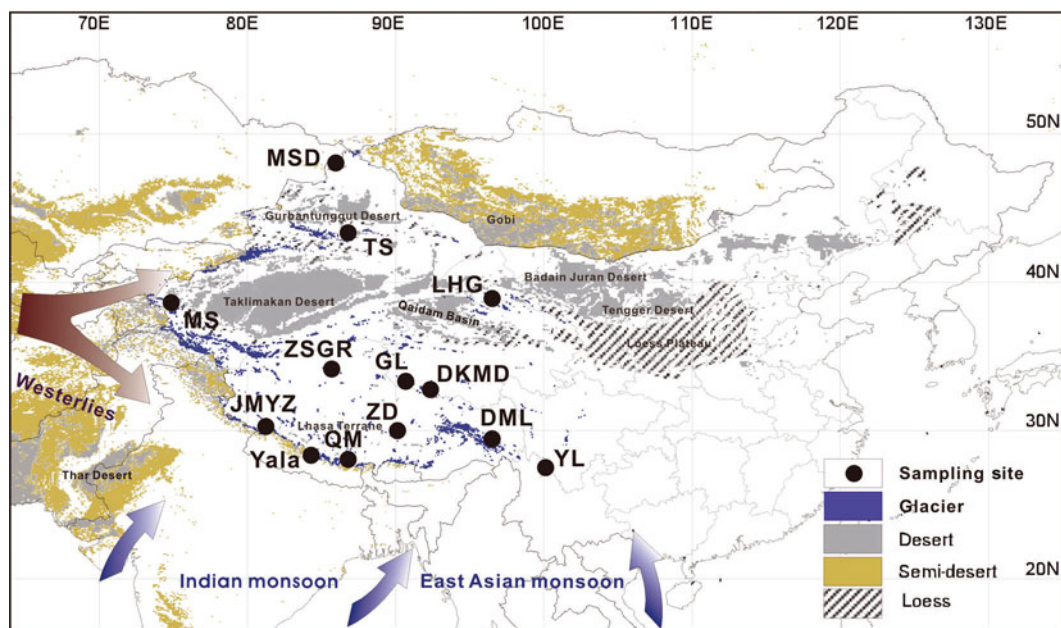 70E 80E 90E 100E 110E 120E 130E
50N
MSD
Gurbantunggut Desert
Gobi
TS
40N
Badain Juran Desert
LHG
Taklimakan Desert
MS
Qaidam Basin
Tengger Desert
Loess Plateau
ZSGR
GL
DKMD
Westerlies
JMYZ
ZD
DML
30N
Lhasa Terrane
QM
Yala
YL
Thar Desert
Sampling site
Glacier
Desert
Indian monsoon
East Asian monsoon
Semi-desert
20N
Loess